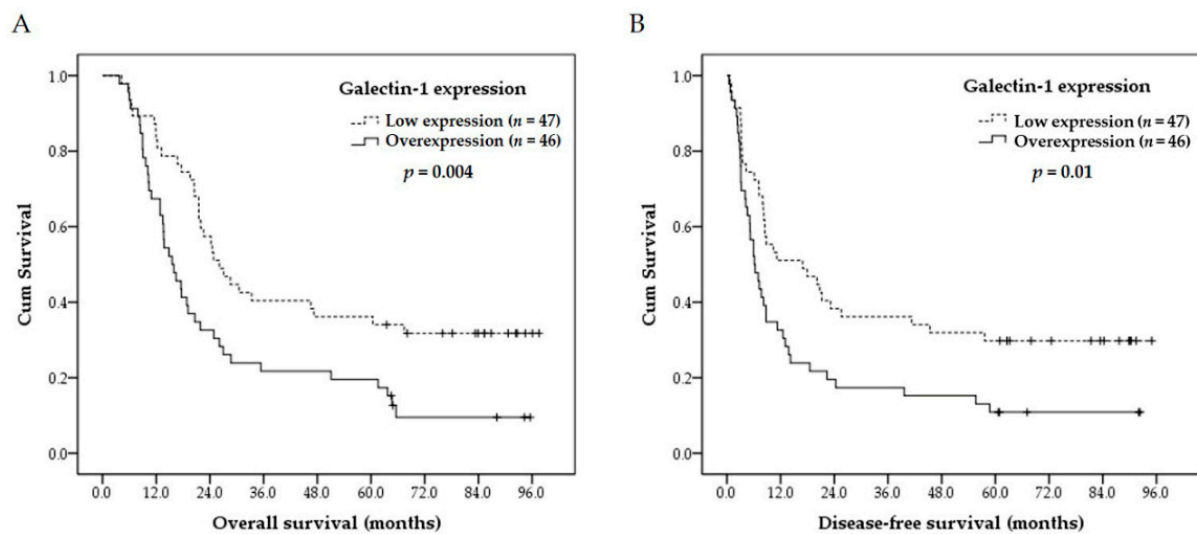 A
Galectin-1 expression
Low expression (n = 47)
Overexpression (n = 46)
p = 0.004
Cum Survival
1.0
0.8
0.6
0.4
0.2
0.0
0.0 12.0 24.0 36.0 48.0 60.0 72.0 84.0 96.0
Overall survival (months)
B
Galectin-1 expression
Low expression (n = 47)
Overexpression (n = 46)
p = 0.01
Cum Survival
1.0
0.8
0.6
0.4
0.2
0.0
0.0 12.0 24.0 36.0 48.0 60.0 72.0 84.0 96.0
Disease-free survival (months)